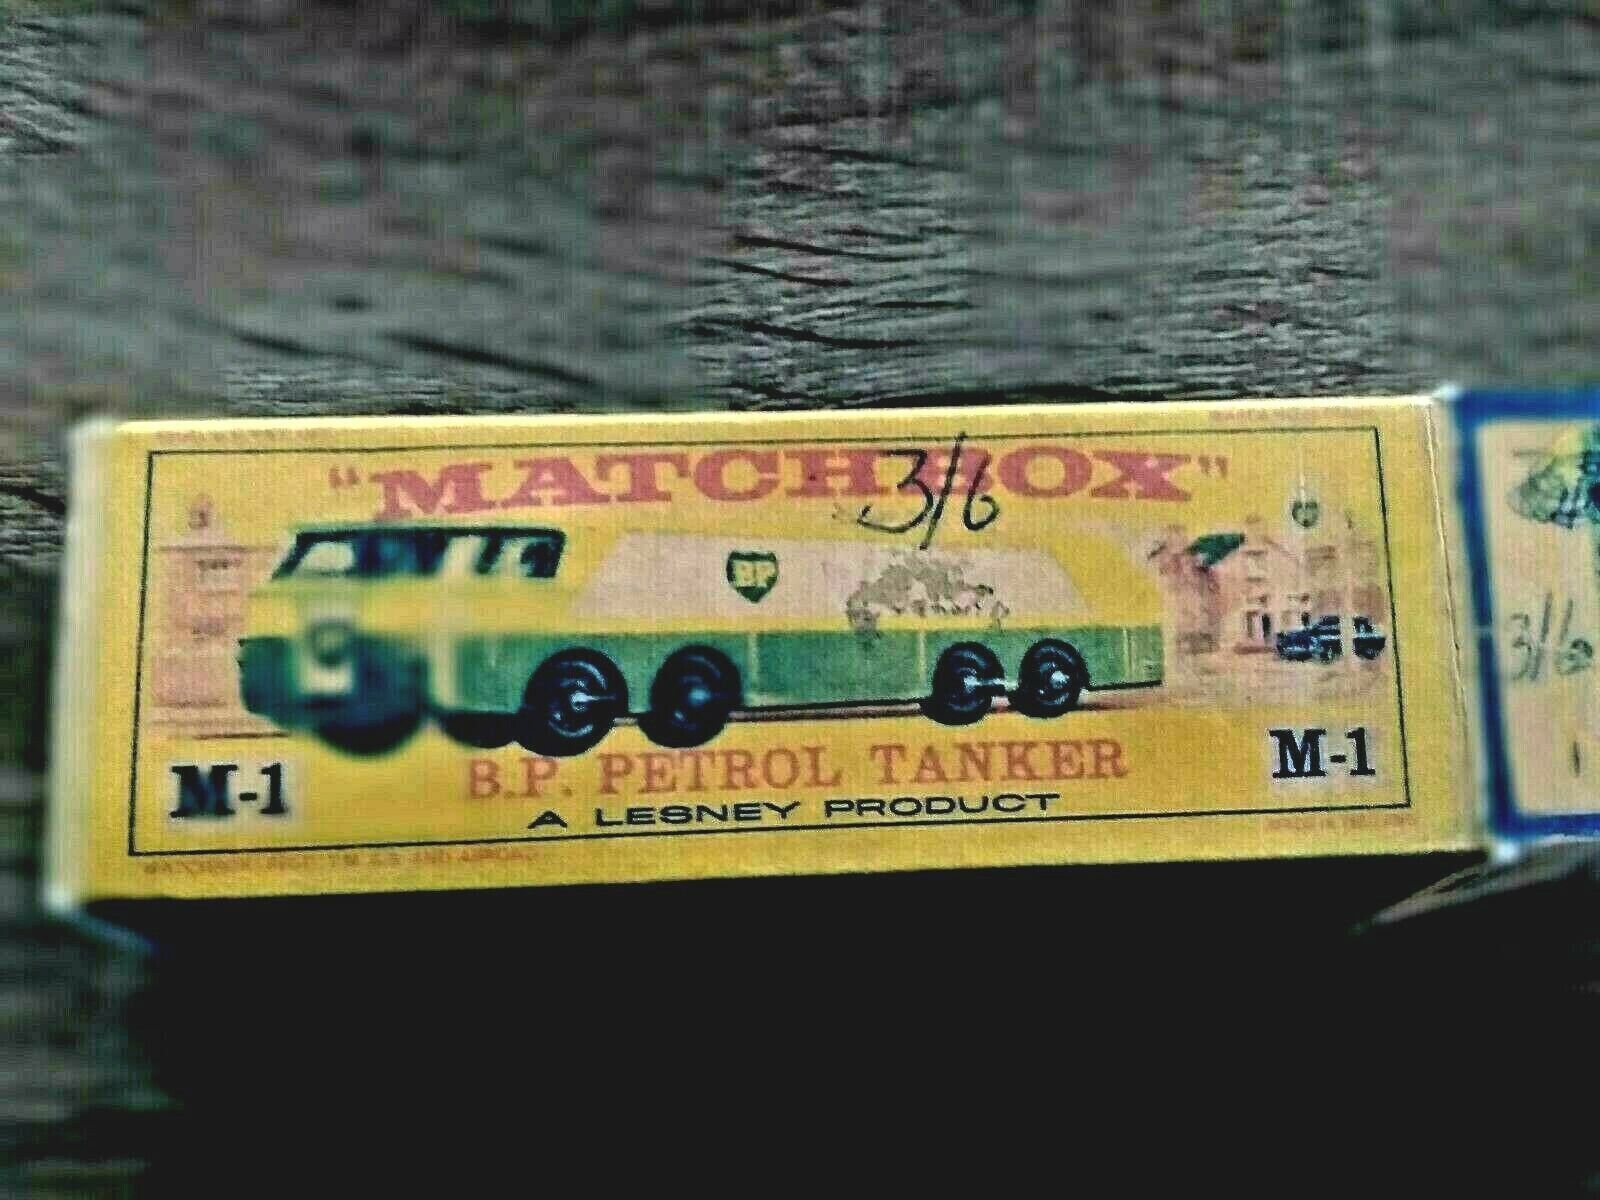 "MATCHBOX"
3/6
BP
M-1
B.P. PETROL TANKER
M-1
A LESNEY PRODUCT
3/6